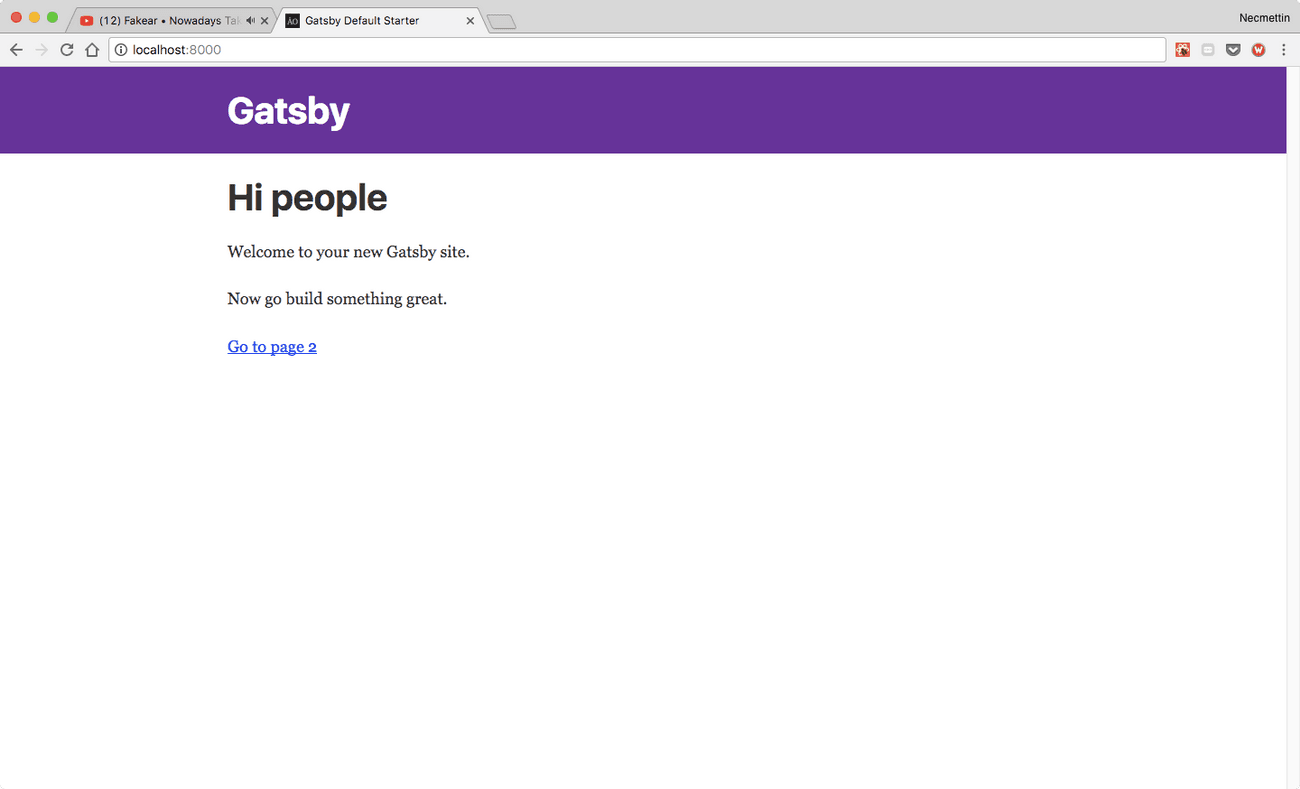 (12) Fakear • Nowadays Tak
Gatsby Default Starter
Necmettin
localhost:8000
Gatsby
Hi people
Welcome to your new Gatsby site.
Now go build something great.
Go to page 2